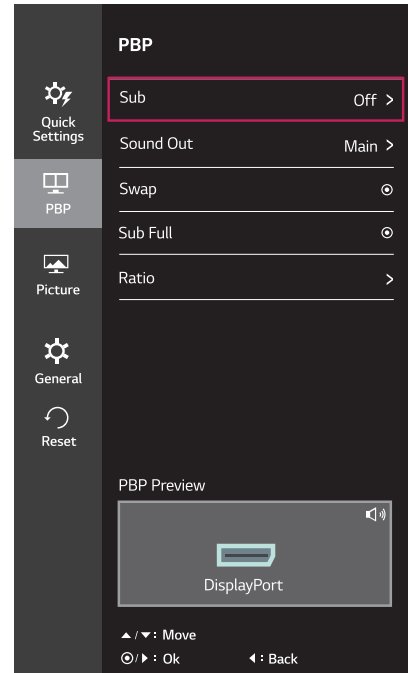 PBP
Quick
Settings
PBP
Picture
General
Reset
Sub Off >
Sound Out Main >
Swap
Sub Full
Ratio >
PBP Preview
DisplayPort
▲/▼: Move
◉/▶ : Ok ◀ : Back